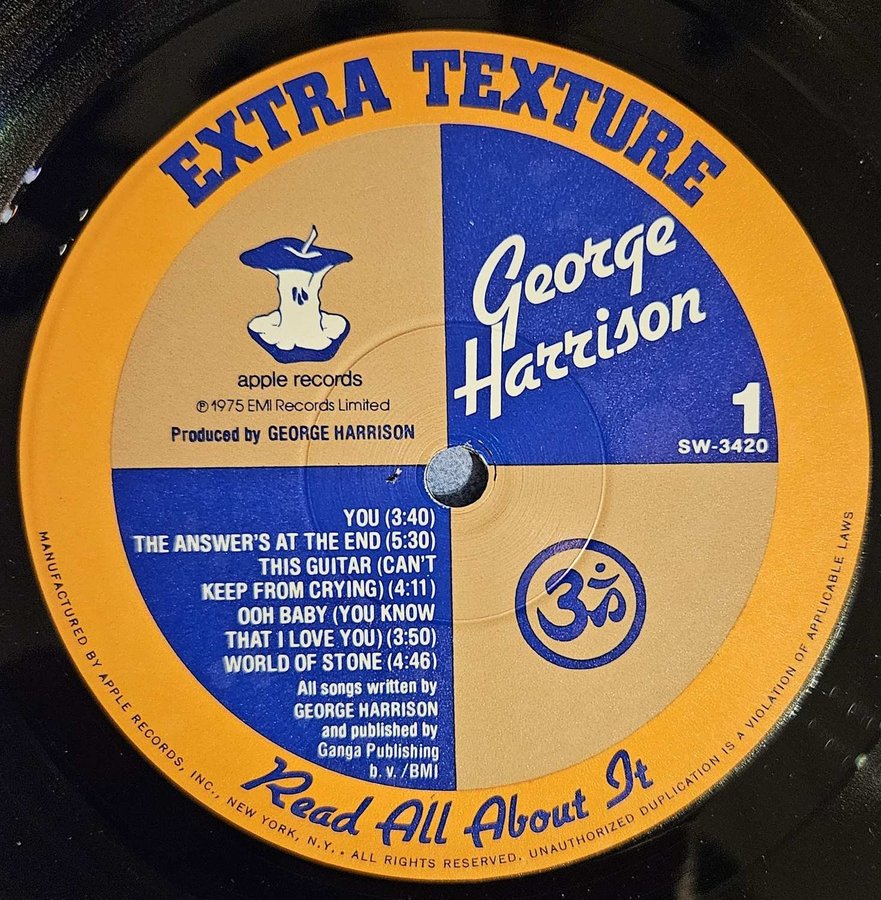 EXTRA TEXTURE
apple records
℗ 1975 EMI Records Limited
Produced by GEORGE HARRISON
George
Harrison
1
SW-3420
YOU (3:40)
THE ANSWER'S AT THE END (5:30)
THIS GUITAR (CAN'T
KEEP FROM CRYING) (4:11)
OOH BABY (YOU KNOW
THAT I LOVE YOU) (3:50)
WORLD OF STONE (4:46)
All songs written by
GEORGE HARRISON
and published by
Ganga Publishing
b. v. /BMI
ॐ
Read All About It
MANUFACTURED BY APPLE RECORDS, INC., NEW YORK, N.Y. . ALL RIGHTS RESERVED. UNAUTHORIZED DUPLICATION IS A VIOLATION OF APPLICABLE LAWS